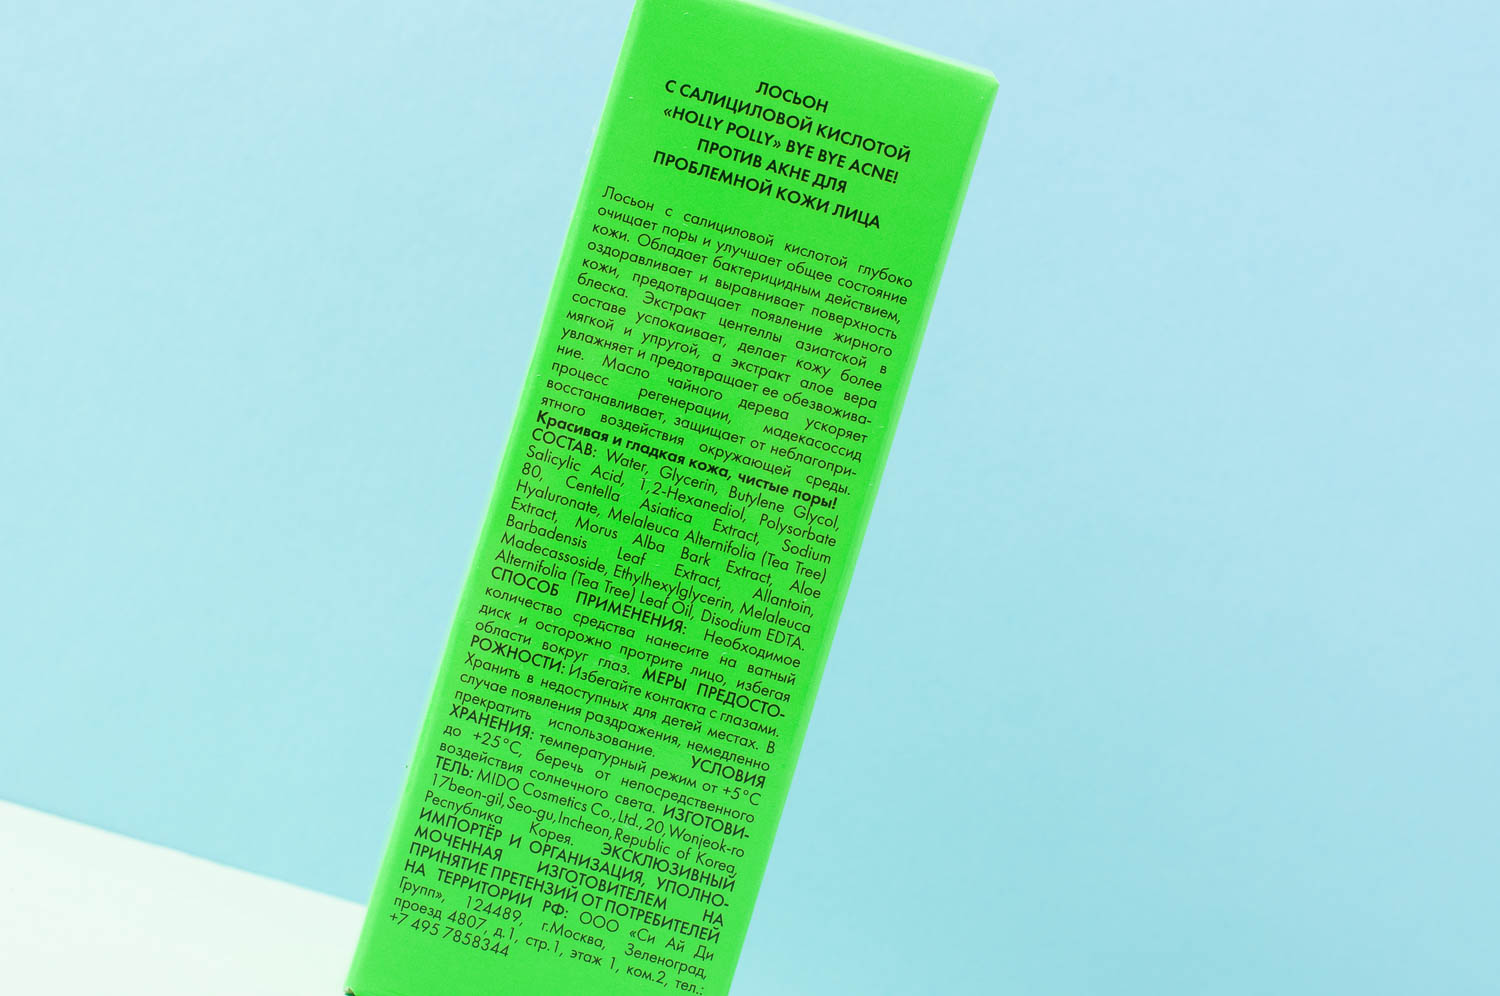 ЛОСЬОН
С САЛИЦИЛОВОЙ КИСЛОТОЙ
«HOLLY POLLY» BYE BYE ACNE!
ПРОТИВ АКНЕ ДЛЯ
ПРОБЛЕМНОЙ КОЖИ ЛИЦА
Лосьон с салициловой кислотой глубоко
очищает поры и улучшает общее состояние
кожи. Обладает бактерицидным действием,
оздоравливает и выравнивает поверхность
кожи, предотвращает появление жирного
блеска. Экстракт центеллы азиатской в
составе успокаивает, делает кожу более
мягкой и упругой, а экстракт алое вера
увлажняет и предотвращает ее обезвожива-
ние. Масло чайного дерева ускоряет
процесс регенерации, мадекасоссид
восстанавливает, защищает от неблагопри-
ятного воздействия окружающей среды.
Красивая и гладкая кожа, чистые поры!
СОСТАВ: Water, Glycerin, Butylene Glycol,
Salicylic Acid, 1,2-Hexanediol, Polysorbate
80, Centella Asiatica Extract, Sodium
Hyaluronate, Melaleuca Alternifolia (Tea Tree)
Extract, Morus Alba Bark Extract, Aloe
Barbadensis Leaf Extract, Allantoin,
Madecassoside, Ethylhexylglycerin, Melaleuca
Alternifolia (Tea Tree) Leaf Oil, Disodium EDTA.
СПОСОБ ПРИМЕНЕНИЯ: Необходимое
количество средства нанесите на ватный
диск и осторожно протрите лицо, избегая
области вокруг глаз. МЕРЫ ПРЕДОСТО-
РОЖНОСТИ: Избегайте контакта с глазами.
Хранить в недоступных для детей местах. В
случае появления раздражения, немедленно
прекратить использование. УСЛОВИЯ
ХРАНЕНИЯ: температурный режим от +5°С
до +25°С, беречь от непосредственного
воздействия солнечного света. ИЗГОТОВИ-
ТЕЛЬ: MIDO Cosmetics Co., Ltd., 20, Wonjeok-ro
17beon-gil, Seo-gu, Incheon, Republic of Korea,
Республика Корея. ЭКСКЛЮЗИВНЫЙ
ИМПОРТЁР И ОРГАНИЗАЦИЯ, УПОЛНО-
МОЧЕННАЯ ИЗГОТОВИТЕЛЕМ НА
ПРИНЯТИЕ ПРЕТЕНЗИЙ ОТ ПОТРЕБИТЕЛЕЙ
НА ТЕРРИТОРИИ РФ: ООО «Си Ай Ди
Групп», 124489, г.Москва, Зеленоград,
проезд 4807, д.1, стр.1, этаж 1, ком.2, тел.:
+7 495 7858344